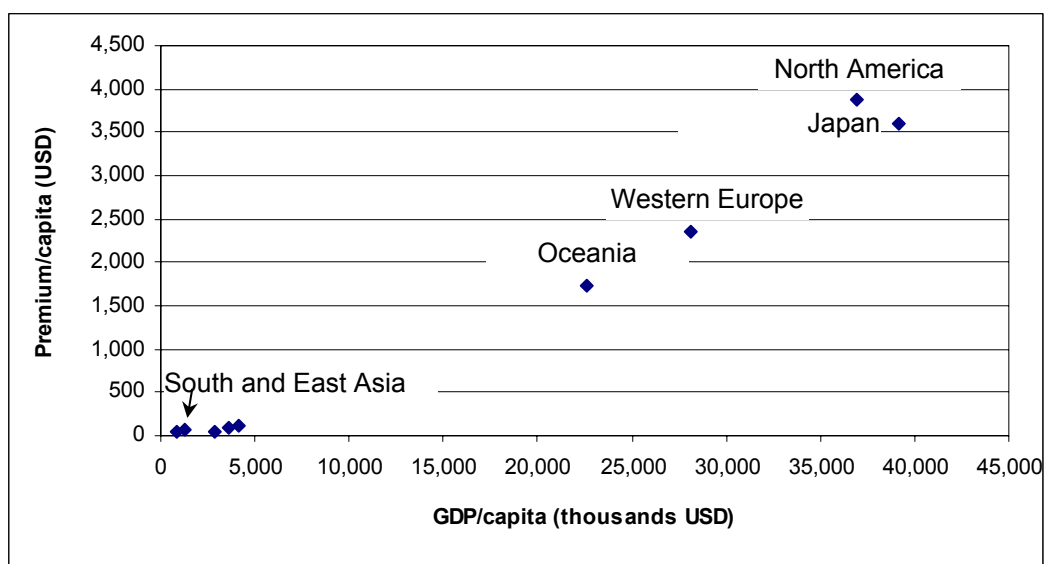 4,500
4,000
3,500
3,000
2,500
2,000
1,500
1,000
500
0
Premium/capita (USD)
North America
Japan
Western Europe
Oceania
South and East Asia
0 5,000 10,000 15,000 20,000 25,000 30,000 35,000 40,000 45,000
GDP/capita (thousands USD)